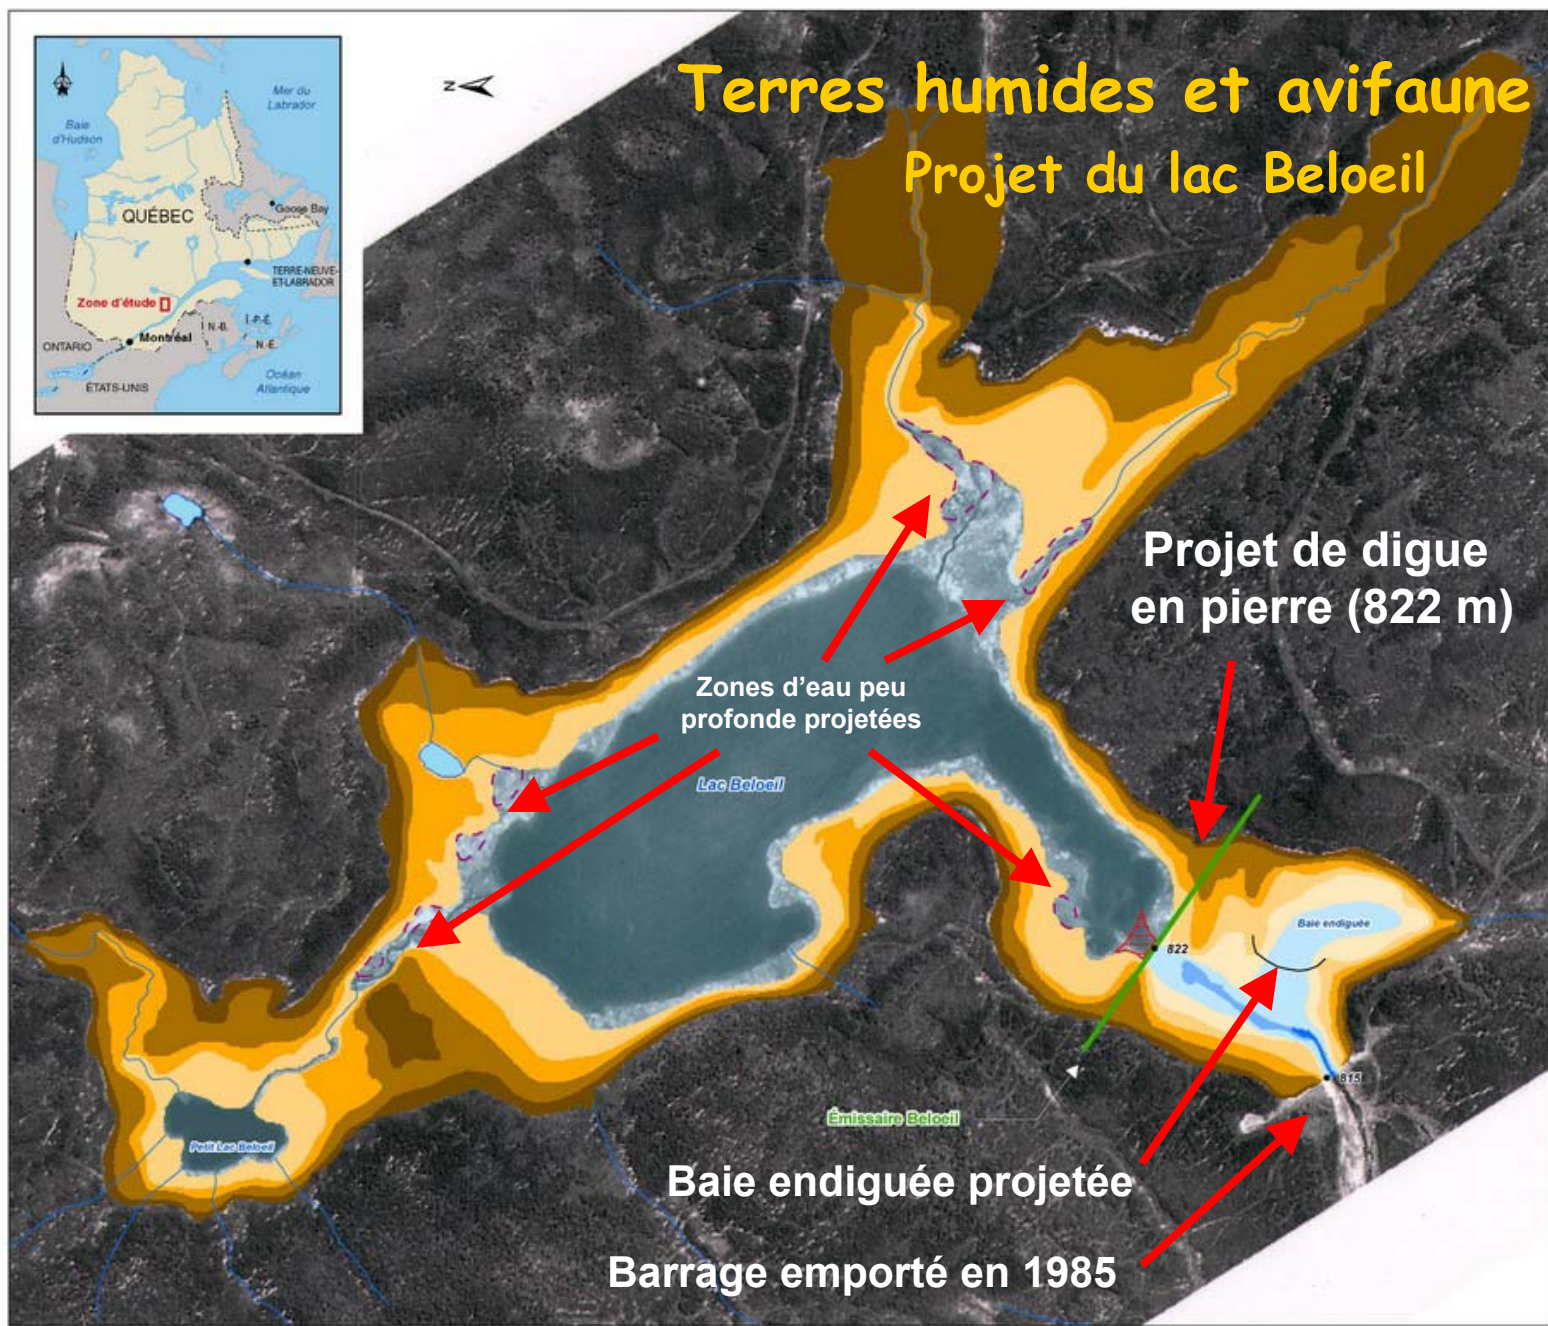 Terres humides et avifaune
Projet du lac Beloeil
Mer du
Labrador
Baie
d'Hudson
QUÉBEC
Goose Bay
TERRE-NEUVE-
ET-LABRADOR
Zone d'étude
Montréal
N.-B.
Î.-P.-É.
N.-É.
ONTARIO
ÉTATS-UNIS
Océan
Atlantique
N
Projet de digue
en pierre (822 m)
Zones d'eau peu
profonde projetées
Lac Beloeil
Baie endiguée
822
815
Émissaire Beloeil
Petit Lac Beloeil
Baie endiguée projetée
Barrage emporté en 1985